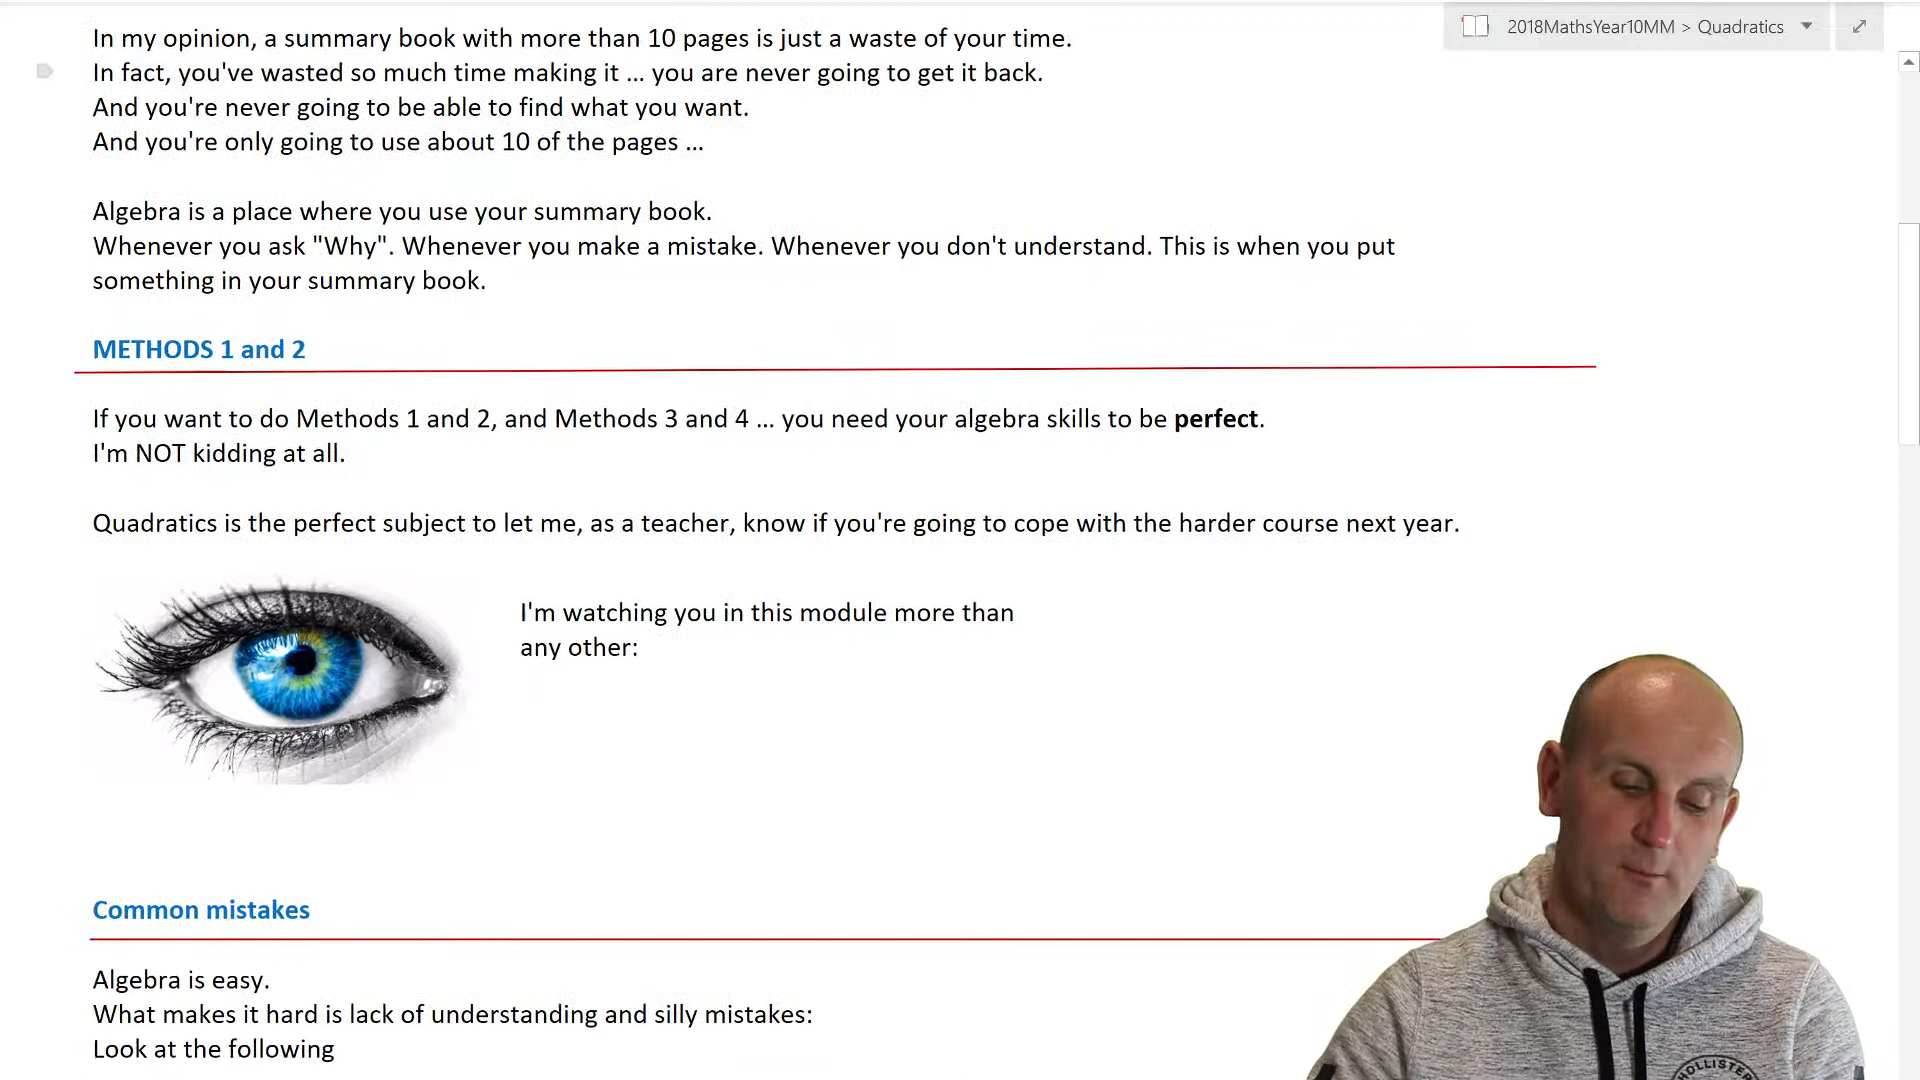 2018MathsYear10MM > Quadratics
In my opinion, a summary book with more than 10 pages is just a waste of your time.
In fact, you've wasted so much time making it ... you are never going to get it back.
And you're never going to be able to find what you want.
And you're only going to use about 10 of the pages ...
Algebra is a place where you use your summary book.
Whenever you ask "Why". Whenever you make a mistake. Whenever you don't understand. This is when you put
something in your summary book.
METHODS 1 and 2
If you want to do Methods 1 and 2, and Methods 3 and 4 ... you need your algebra skills to be perfect.
I'm NOT kidding at all.
Quadratics is the perfect subject to let me, as a teacher, know if you're going to cope with the harder course next year.
I'm watching you in this module more than
any other:
Common mistakes
Algebra is easy.
What makes it hard is lack of understanding and silly mistakes:
Look at the following
HOLLISTER